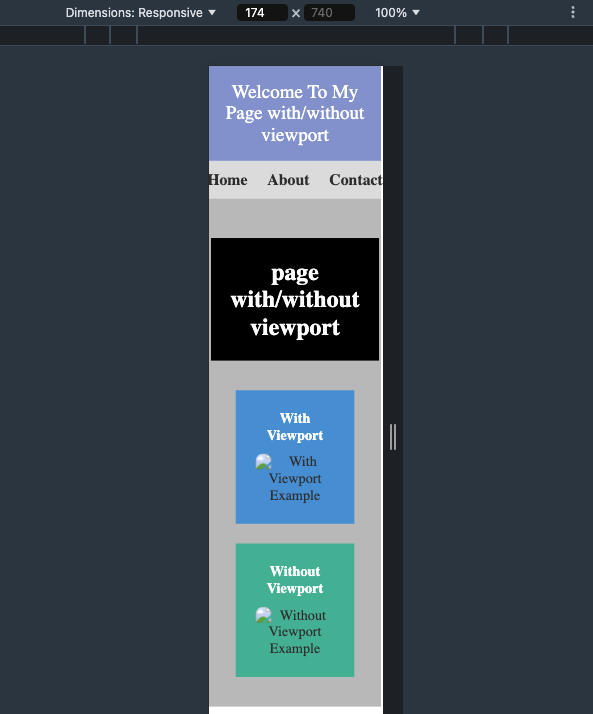 Dimensions: Responsive ▼ 174 × 740 100% ▼
Welcome To My
Page with/without
viewport
Home About Contact
page
with/without
viewport
With
Viewport
With
Viewport
Example
Without
Viewport
Without
Viewport
Example